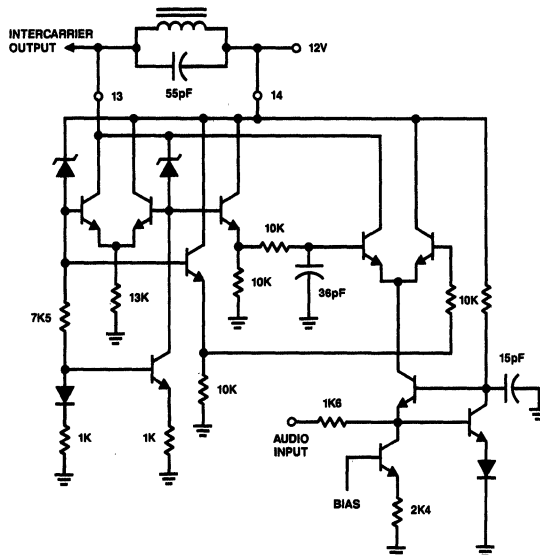 INTERCARRIER
OUTPUT
12V
55pF
13
14
10K
13K
10K
36pF
10K
7K5
15pF
10K
1K6
1K
1K
AUDIO
INPUT
BIAS
2K4